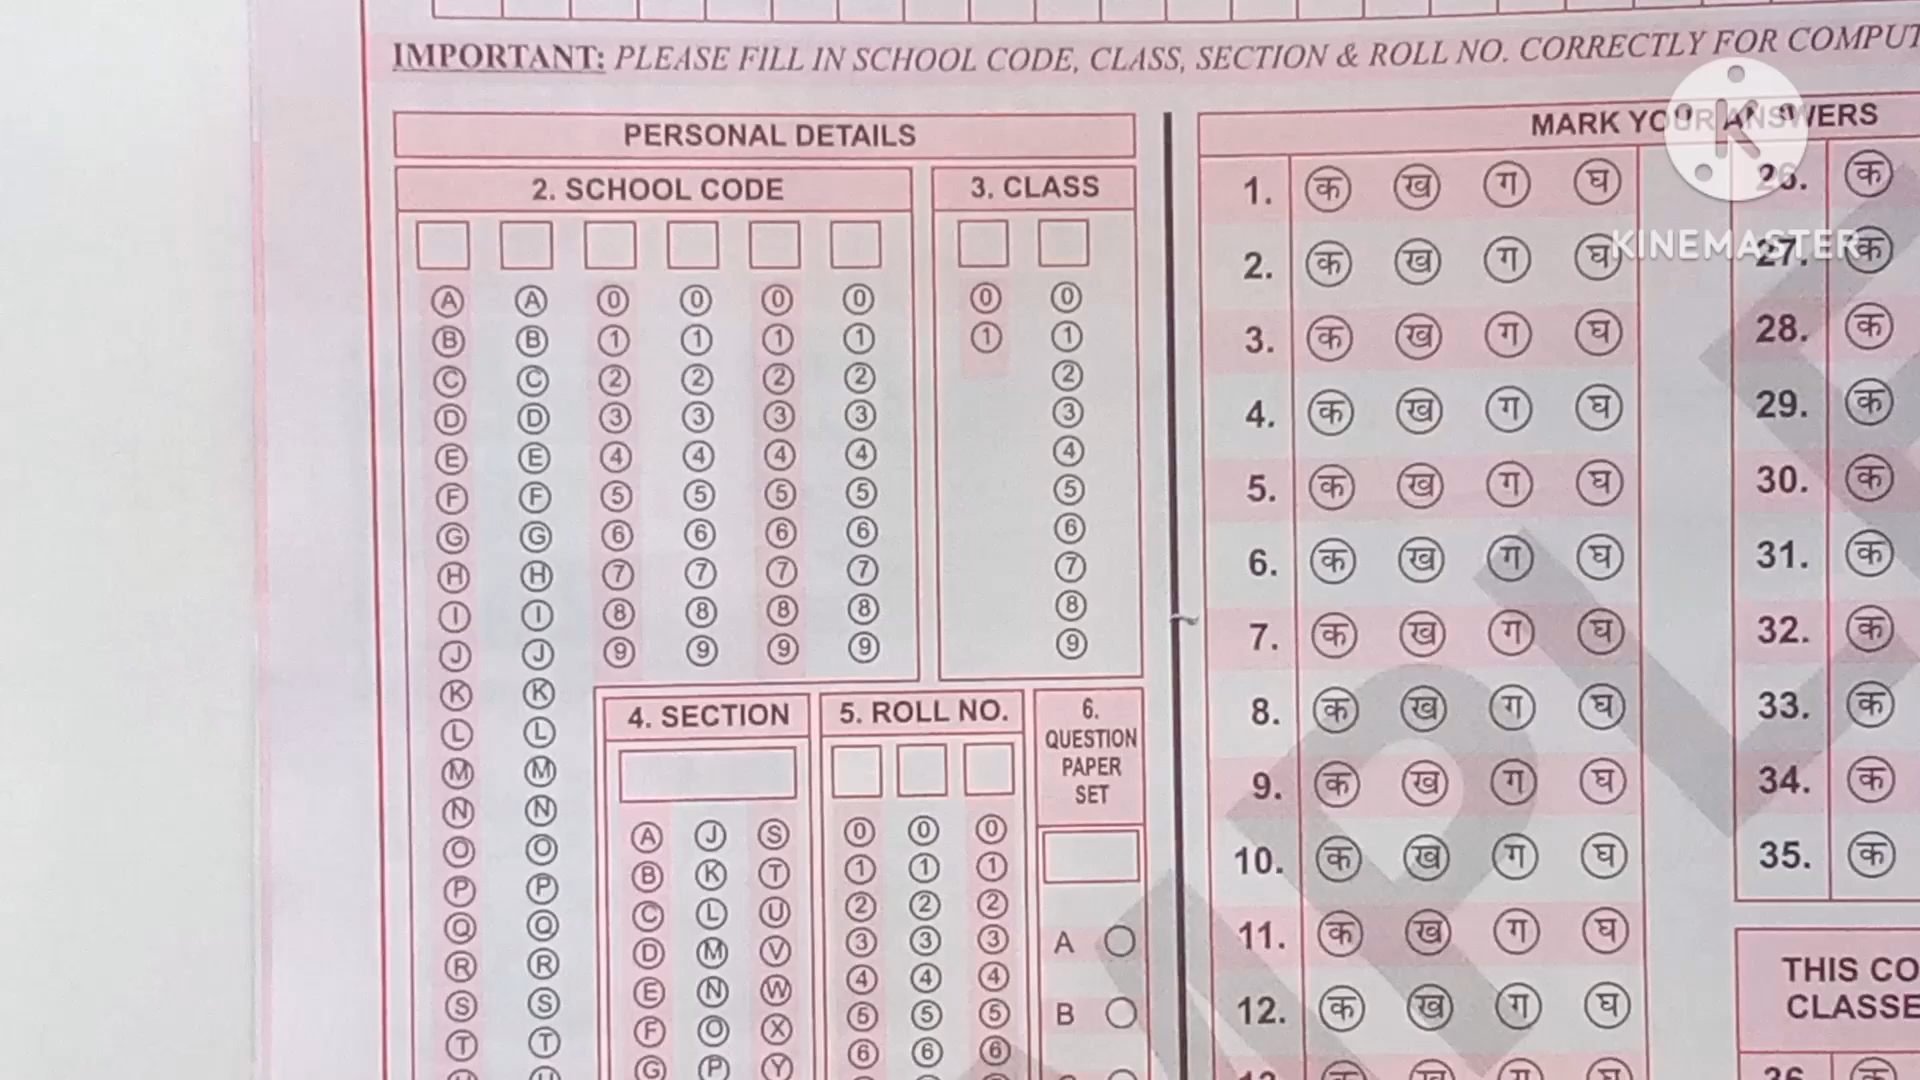 IMPORTANT: PLEASE FILL IN SCHOOL CODE, CLASS, SECTION & ROLL NO. CORRECTLY FOR
PERSONAL DETAILS
2. SCHOOL CODE
A A 0 0 0 0
B B 1 1 1 1
C C 2 2 2 2
D D 3 3 3 3
E E 4 4 4 4
F F 5 5 5 5
G G 6 6 6 6
H H 7 7 7 7
I I 8 8 8 8
J J 9 9 9 9
K K
L L
M M
N N
O O
P P
Q Q
R R
S S
T T
3. CLASS
0 0
1 1
2
3
4
5
6
7
8
9
4. SECTION
A J S
B K T
C L U
D M V
E N W
F O X
G P Y
5. ROLL NO.
0 0 0
1 1 1
2 2 2
3 3 3
4 4 4
5 5 5
6 6 6
6.
QUESTION
PAPER
SET
A
B
MARK YOUR ANSWERS
1. क ख ग घ
2. क ख ग घ
3. क ख ग घ
4. क ख ग घ
5. क ख ग घ
6. क ख ग घ
7. क ख ग घ
8. क ख ग घ
9. क ख ग घ
10. क ख ग घ
11. क ख ग घ
12. क ख ग घ
26. क
27. क
28. क
29. क
30. क
31. क
32. क
33. क
34. क
35. क
THIS
KINEMASTER